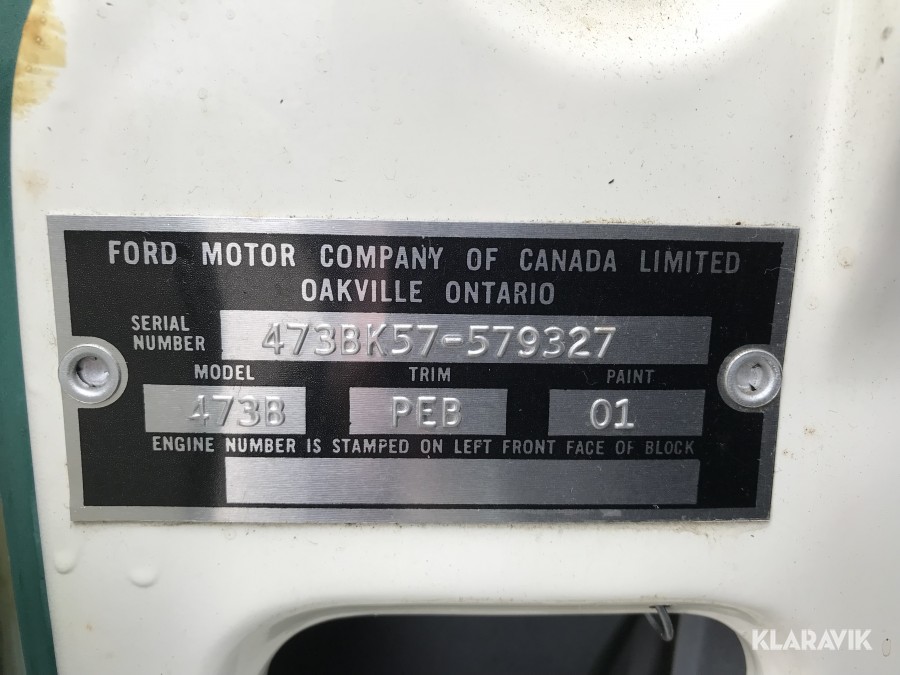 FORD MOTOR COMPANY OF CANADA LIMITED
OAKVILLE ONTARIO
SERIAL NUMBER 473BK57-579327
MODEL TRIM PAINT
473B PEB 01
ENGINE NUMBER IS STAMPED ON LEFT FRONT FACE OF BLOCK
KLARAVIK